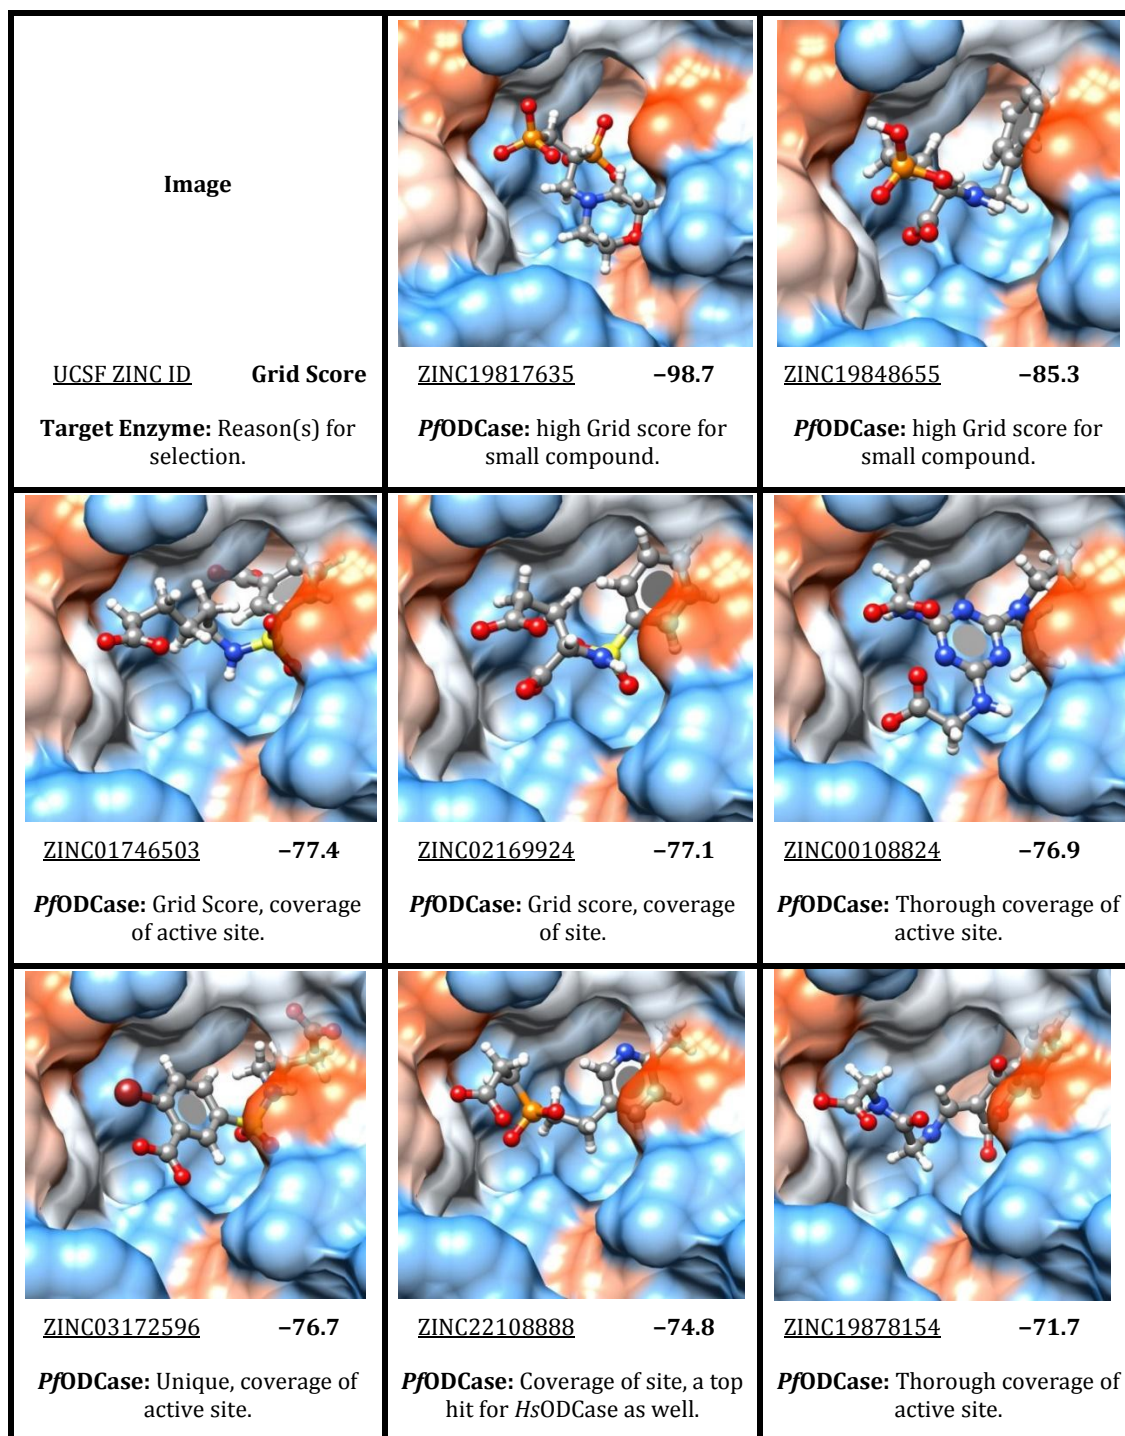 Image
UCSF ZINC ID Grid Score
Target Enzyme: Reason(s) for
selection.
ZINC19817635 −98.7
PfODCase: high Grid score for
small compound.
ZINC19848655 −85.3
PfODCase: high Grid score for
small compound.
ZINC01746503 −77.4
PfODCase: Grid Score, coverage
of active site.
ZINC02169924 −77.1
PfODCase: Grid score, coverage
of site.
ZINC00108824 −76.9
PfODCase: Thorough coverage of
active site.
ZINC03172596 −76.7
PfODCase: Unique, coverage of
active site.
ZINC22108888 −74.8
PfODCase: Coverage of site, a top
hit for HsODCase as well.
ZINC19878154 −71.7
PfODCase: Thorough coverage of
active site.